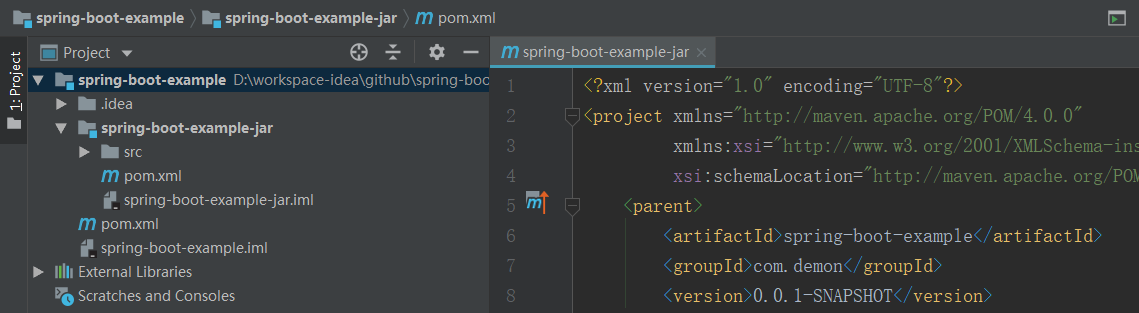 spring-boot-example spring-boot-example-jar m pom.xml
1: Project
Project
spring-boot-example D:\workspace-idea\github\spring-boo
.idea
spring-boot-example-jar
src
m pom.xml
spring-boot-example-jar.iml
m pom.xml
spring-boot-example.iml
External Libraries
Scratches and Consoles
m spring-boot-example-jar ×
1 <?xml version="1.0" encoding="UTF-8"?>
2 <project xmlns="http://maven.apache.org/POM/4.0.0"
3 xmlns:xsi="http://www.w3.org/2001/XMLSchema-ins
4 xsi:schemaLocation="http://maven.apache.org/POM
5 m <parent>
6 <artifactId>spring-boot-example</artifactId>
7 <groupId>com.demon</groupId>
8 <version>0.0.1-SNAPSHOT</version>